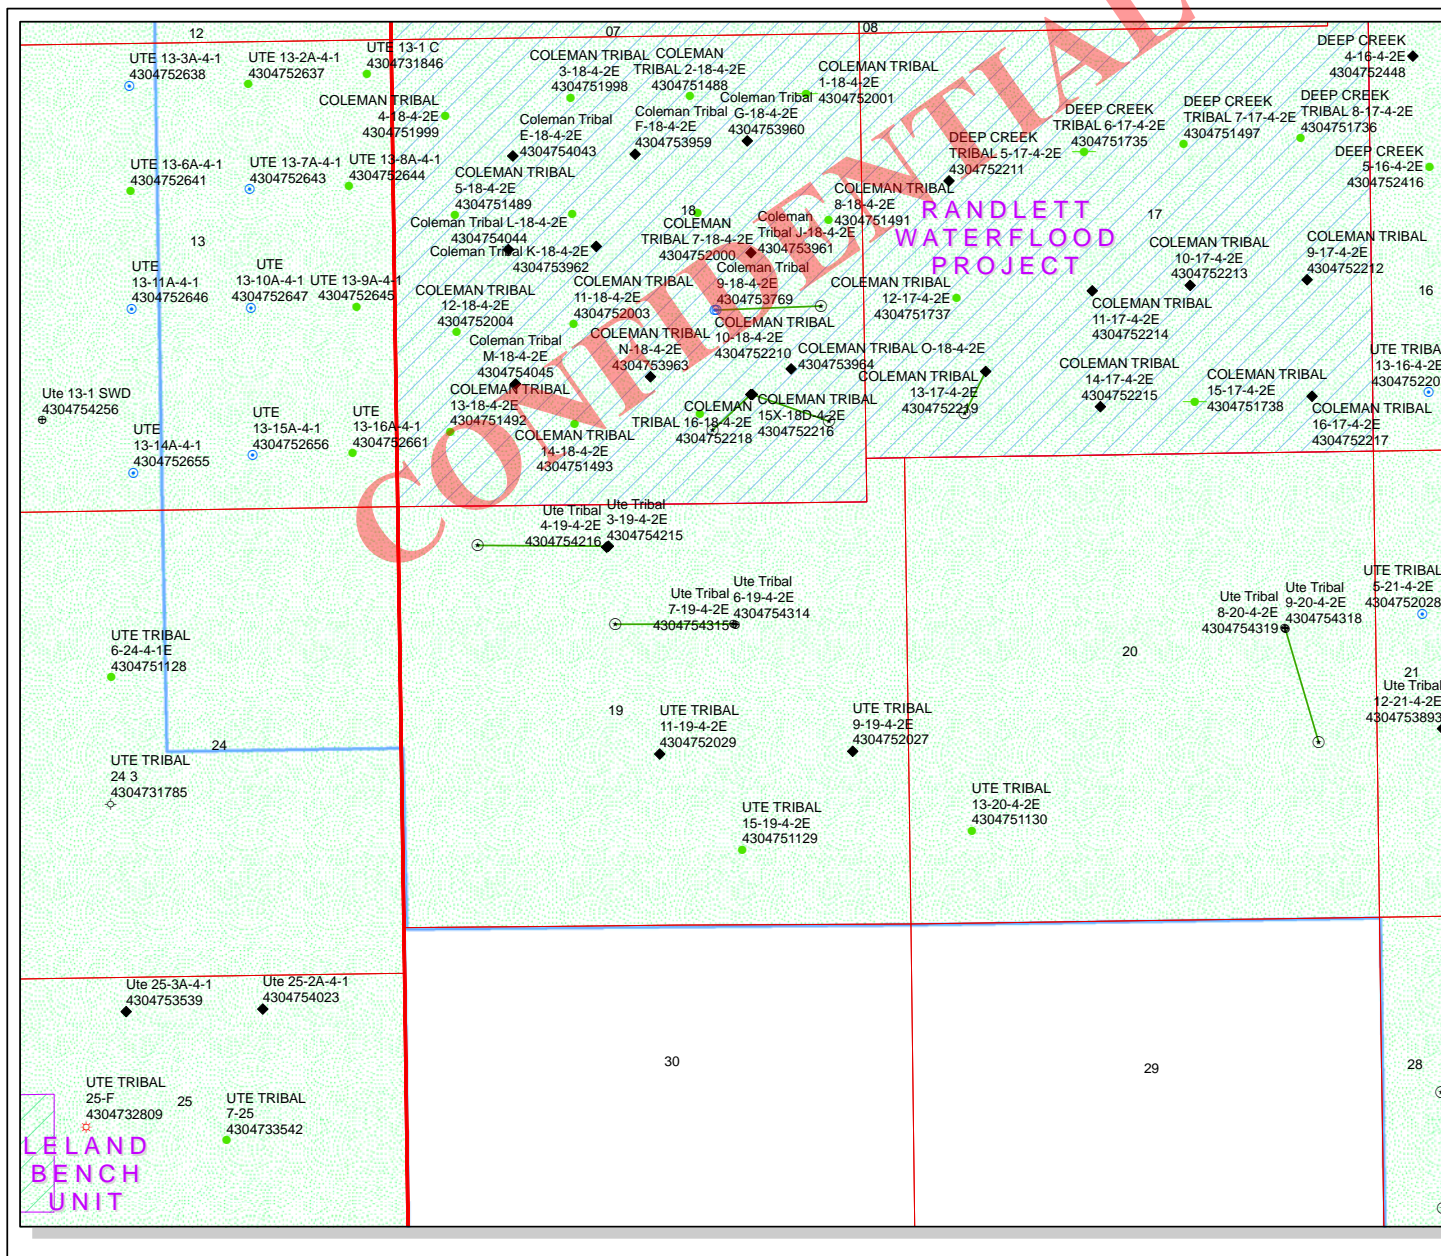 12
07
08
UTE 13-3A-4-1
4304752638
UTE 13-2A-4-1
4304752637
UTE 13-1 C
4304731846
COLEMAN TRIBAL
3-18-4-2E
4304751998
COLEMAN
TRIBAL 2-18-4-2E
4304751488
COLEMAN TRIBAL
1-18-4-2E
4304752001
DEEP CREEK
4-16-4-2E
4304752448
COLEMAN TRIBAL
4-18-4-2E
4304751999
Coleman Tribal
E-18-4-2E
4304754043
Coleman Tribal
F-18-4-2E
4304753959
Coleman Tribal
G-18-4-2E
4304753960
DEEP CREEK
TRIBAL 5-17-4-2E
4304752211
DEEP CREEK
TRIBAL 6-17-4-2E
4304751735
DEEP CREEK
TRIBAL 7-17-4-2E
4304751497
DEEP CREEK
TRIBAL 8-17-4-2E
4304751736
DEEP CREEK
5-16-4-2E
4304752416
UTE 13-6A-4-1
4304752641
UTE 13-7A-4-1
4304752643
UTE 13-8A-4-1
4304752644
COLEMAN TRIBAL
5-18-4-2E
4304751489
COLEMAN TRIBAL
8-18-4-2E
4304751491
RANDLETT
WATERFLOOD
PROJECT
17
18
13
16
Coleman Tribal L-18-4-2E
4304754044
Coleman Tribal K-18-4-2E
4304753962
COLEMAN
TRIBAL 7-18-4-2E
4304752000
Coleman
Tribal J-18-4-2E
4304753961
COLEMAN TRIBAL
10-17-4-2E
4304752213
COLEMAN TRIBAL
9-17-4-2E
4304752212
UTE
13-11A-4-1
4304752646
UTE
13-10A-4-1
4304752647
UTE 13-9A-4-1
4304752645
COLEMAN TRIBAL
12-18-4-2E
4304752004
COLEMAN TRIBAL
11-18-4-2E
4304752003
Coleman Tribal
9-18-4-2E
4304753769
COLEMAN TRIBAL
12-17-4-2E
4304751737
COLEMAN TRIBAL
11-17-4-2E
4304752214
Coleman Tribal
M-18-4-2E
4304754045
COLEMAN TRIBAL
N-18-4-2E
4304753963
COLEMAN TRIBAL
10-18-4-2E
4304752210
COLEMAN TRIBAL O-18-4-2E
4304753964
COLEMAN TRIBAL
13-17-4-2E
4304752219
COLEMAN TRIBAL
14-17-4-2E
4304752215
COLEMAN TRIBAL
15-17-4-2E
4304751738
UTE TRIBA
13-16-4-2E
430475220
Ute 13-1 SWD
4304754256
UTE
13-14A-4-1
4304752655
UTE
13-15A-4-1
4304752656
UTE
13-16A-4-1
4304752661
COLEMAN TRIBAL
13-18-4-2E
4304751492
COLEMAN TRIBAL
14-18-4-2E
4304751493
COLEMAN
TRIBAL 16-18-4-2E
4304752218
COLEMAN TRIBAL
15X-18D-4-2E
4304752216
COLEMAN TRIBAL
16-17-4-2E
4304752217
CONFIDENTIAL
Ute Tribal
4-19-4-2E
4304754216
Ute Tribal
3-19-4-2E
4304754215
Ute Tribal
7-19-4-2E
4304754315
Ute Tribal
6-19-4-2E
4304754314
Ute Tribal
8-20-4-2E
4304754319
Ute Tribal
9-20-4-2E
4304754318
UTE TRIBAL
5-21-4-2E
4304752028
UTE TRIBAL
6-24-4-1E
4304751128
20
21
Ute Tribal
12-21-4-2E
4304753893
19
UTE TRIBAL
11-19-4-2E
4304752029
UTE TRIBAL
9-19-4-2E
4304752027
24
UTE TRIBAL
24 3
4304731785
UTE TRIBAL
15-19-4-2E
4304751129
UTE TRIBAL
13-20-4-2E
4304751130
Ute 25-3A-4-1
4304753539
Ute 25-2A-4-1
4304754023
30
29
28
UTE TRIBAL
25-F
4304732809
25
UTE TRIBAL
7-25
4304733542
LELAND
BENCH
UNIT